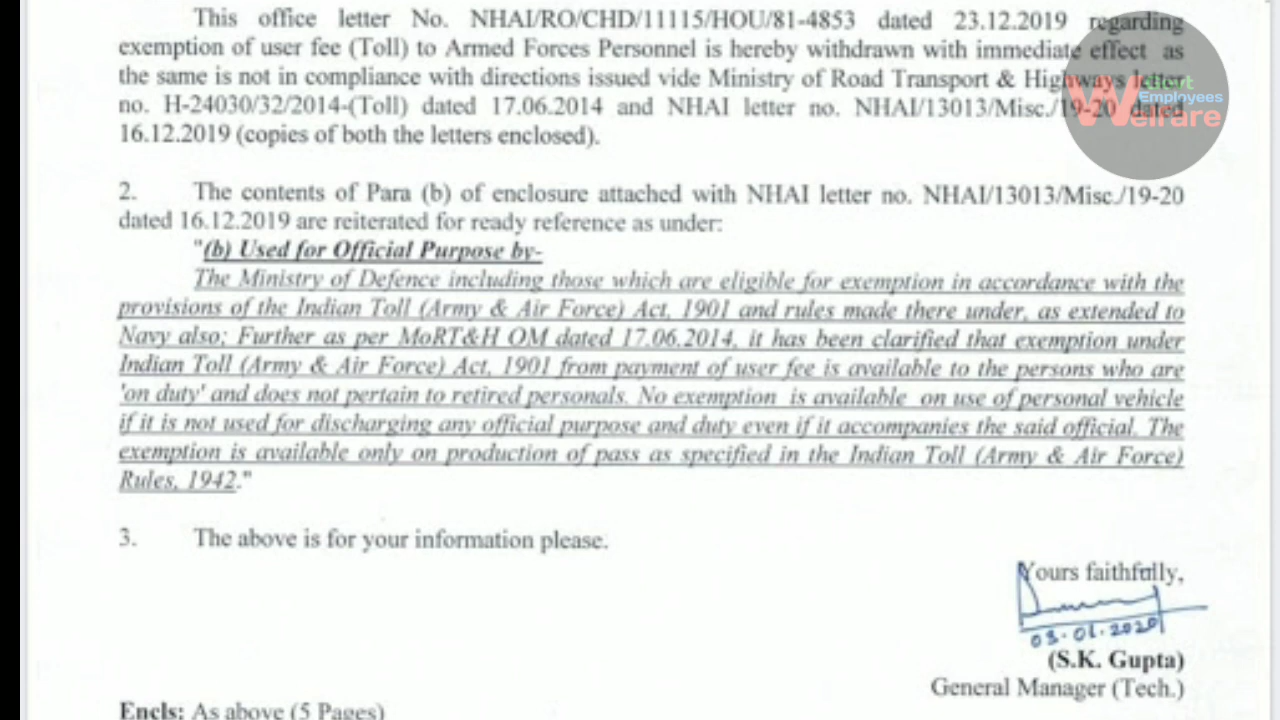 This office letter No. NHAI/RO/CHD/11115/HOU/81-4853 dated 23.12.2019 regarding
exemption of user fee (Toll) to Armed Forces Personnel is hereby withdrawn with immediate effect as
the same is not in compliance with directions issued vide Ministry of Road Transport & Highways letter
no. H-24030/32/2014-(Toll) dated 17.06.2014 and NHAI letter no. NHAI/13013/Misc./19-20 dated
16.12.2019 (copies of both the letters enclosed).
Employees
Welfare
2. The contents of Para (b) of enclosure attached with NHAI letter no. NHAI/13013/Misc./19-20
dated 16.12.2019 are reiterated for ready reference as under:
"(b) Used for Official Purpose by-
The Ministry of Defence including those which are eligible for exemption in accordance with the
provisions of the Indian Toll (Army & Air Force) Act, 1901 and rules made there under, as extended to
Navy also; Further as per MoRT&H OM dated 17.06.2014, it has been clarified that exemption under
Indian Toll (Army & Air Force) Act, 1901 from payment of user fee is available to the persons who are
'on duty' and does not pertain to retired personals. No exemption is available on use of personal vehicle
if it is not used for discharging any official purpose and duty even if it accompanies the said official. The
exemption is available only on production of pass as specified in the Indian Toll (Army & Air Force)
Rules, 1942."
3. The above is for your information please.
Yours faithfully,
03.01.2020
(S.K. Gupta)
General Manager (Tech.)
Encls: As above (5 Pages)